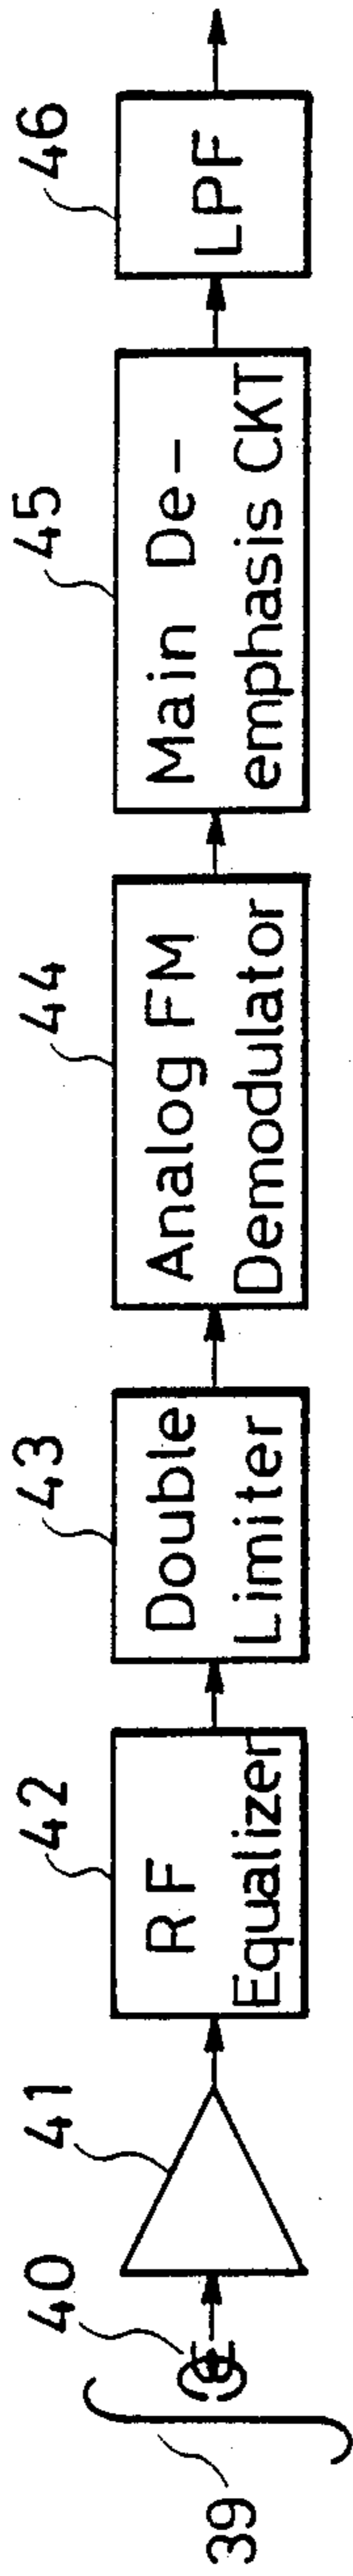 39
40
41
42
RF
Equalizer
43
Double
Limiter
44
Analog FM
Demodulator
45
Main De-
emphasis CKT
46
LPF